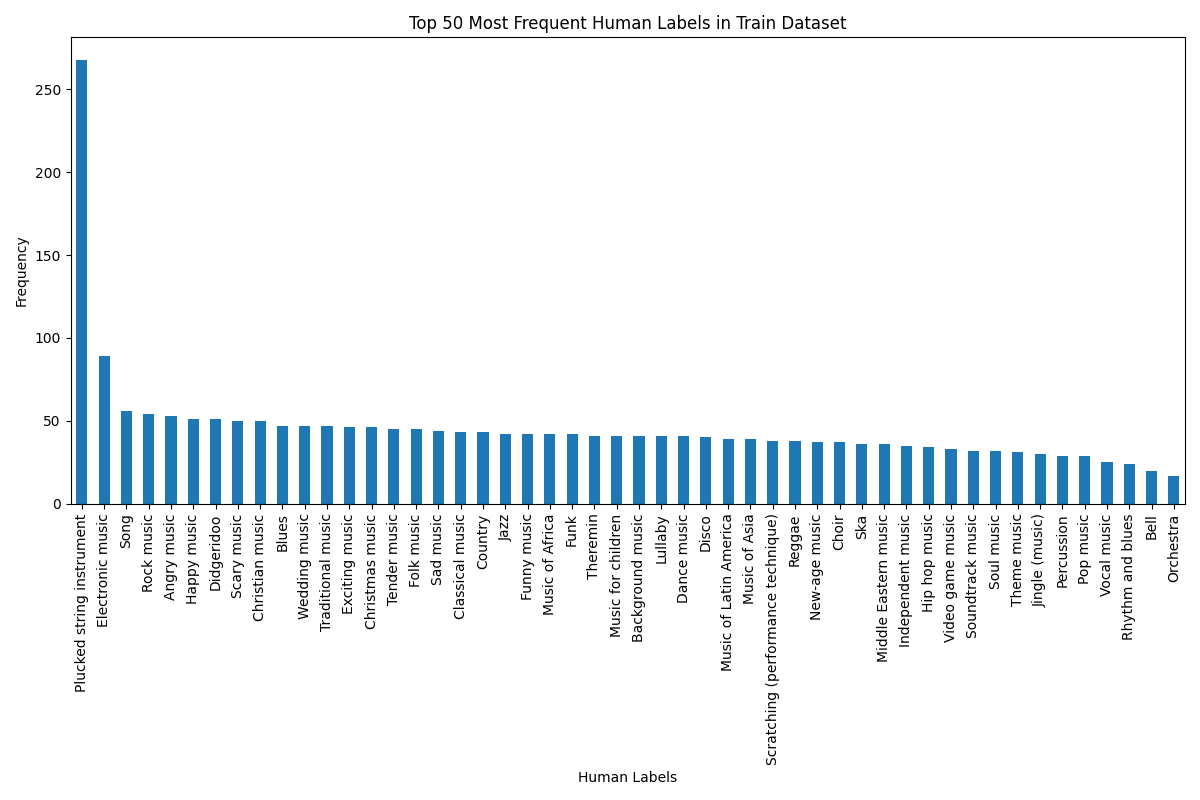 Top 50 Most Frequent Human Labels in Train Dataset
Frequency
250
200
150
100
50
0
Plucked string instrument
Electronic music
Song
Rock music
Angry music
Happy music
Didgeridoo
Scary music
Christian music
Blues
Wedding music
Traditional music
Exciting music
Christmas music
Tender music
Folk music
Sad music
Classical music
Country
Jazz
Funny music
Music of Africa
Funk
Theremin
Music for children
Background music
Lullaby
Dance music
Disco
Music of Latin America
Music of Asia
Scratching (performance technique)
Reggae
New-age music
Choir
Ska
Middle Eastern music
Independent music
Hip hop music
Video game music
Soundtrack music
Soul music
Theme music
Jingle (music)
Percussion
Pop music
Vocal music
Rhythm and blues
Bell
Orchestra
Human Labels